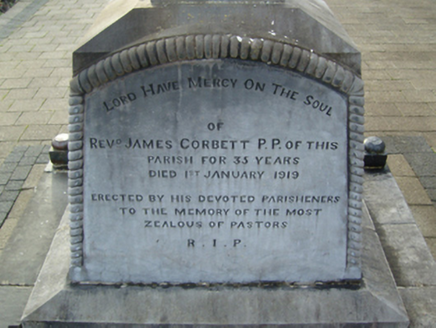 LORD HAVE MERCY ON THE SOUL
OF
REVD JAMES CORBETT P.P. OF THIS
PARISH FOR 33 YEARS
DIED 1ST JANUARY 1919
ERECTED BY HIS DEVOTED PARISHENERS
TO THE MEMORY OF THE MOST
ZEALOUS OF PASTORS
R.I.P.